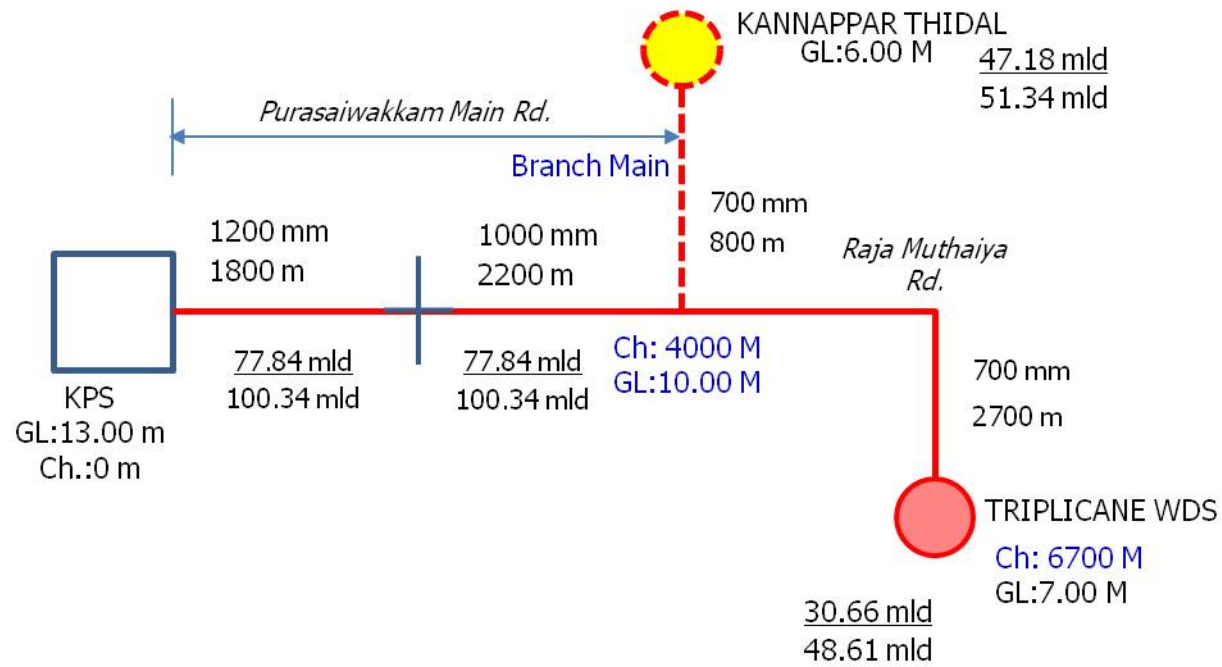 KANNAPPAR THIDAL
GL:6.00 M
47.18 mld
51.34 mld
Purasaiwakkam Main Rd.
Branch Main
700 mm
800 m
1200 mm
1800 m
1000 mm
2200 m
Raja Muthaiya
Rd.
77.84 mld
100.34 mld
77.84 mld
100.34 mld
Ch: 4000 M
GL:10.00 M
KPS
GL:13.00 m
Ch.:0 m
700 mm
2700 m
TRIPLICANE WDS
Ch: 6700 M
GL:7.00 M
30.66 mld
48.61 mld